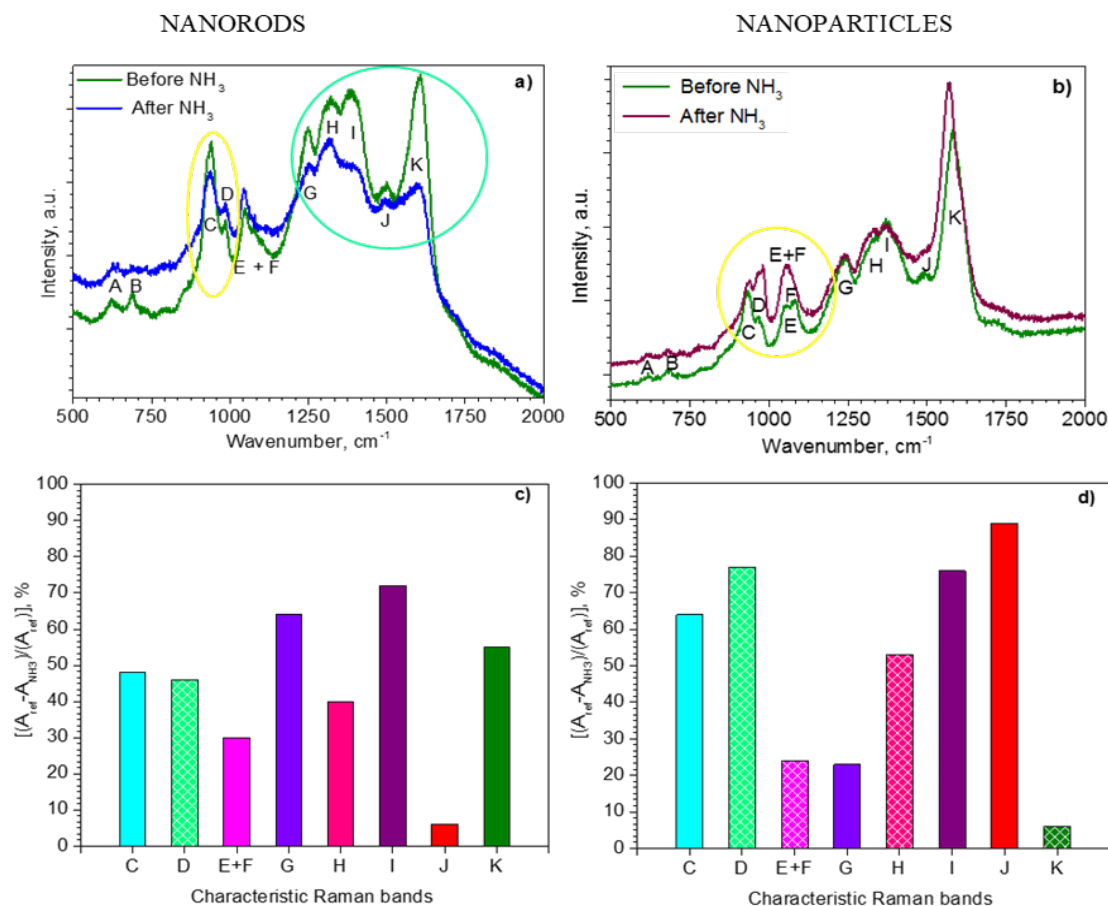 NANORODS
NANOPARTICLES
a)
Before NH3
After NH3
Intensity, a.u.
A
B
C
D
E + F
G
H
I
J
K
500 750 1000 1250 1500 1750 2000
Wavenumber, cm-1
b)
Before NH3
After NH3
Intensity, a.u.
A
B
C
D
E+F
F
E
G
H
I
J
K
500 750 1000 1250 1500 1750 2000
Wavenumber, cm-1
c)
[(Aref-ANH3)/(Aref)], %
100
90
80
70
60
50
40
30
20
10
0
C D E+F G H I J K
Characteristic Raman bands
d)
[(Aref-ANH3)/(Aref)], %
100
90
80
70
60
50
40
30
20
10
0
C D E+F G H I J K
Characteristic Raman bands